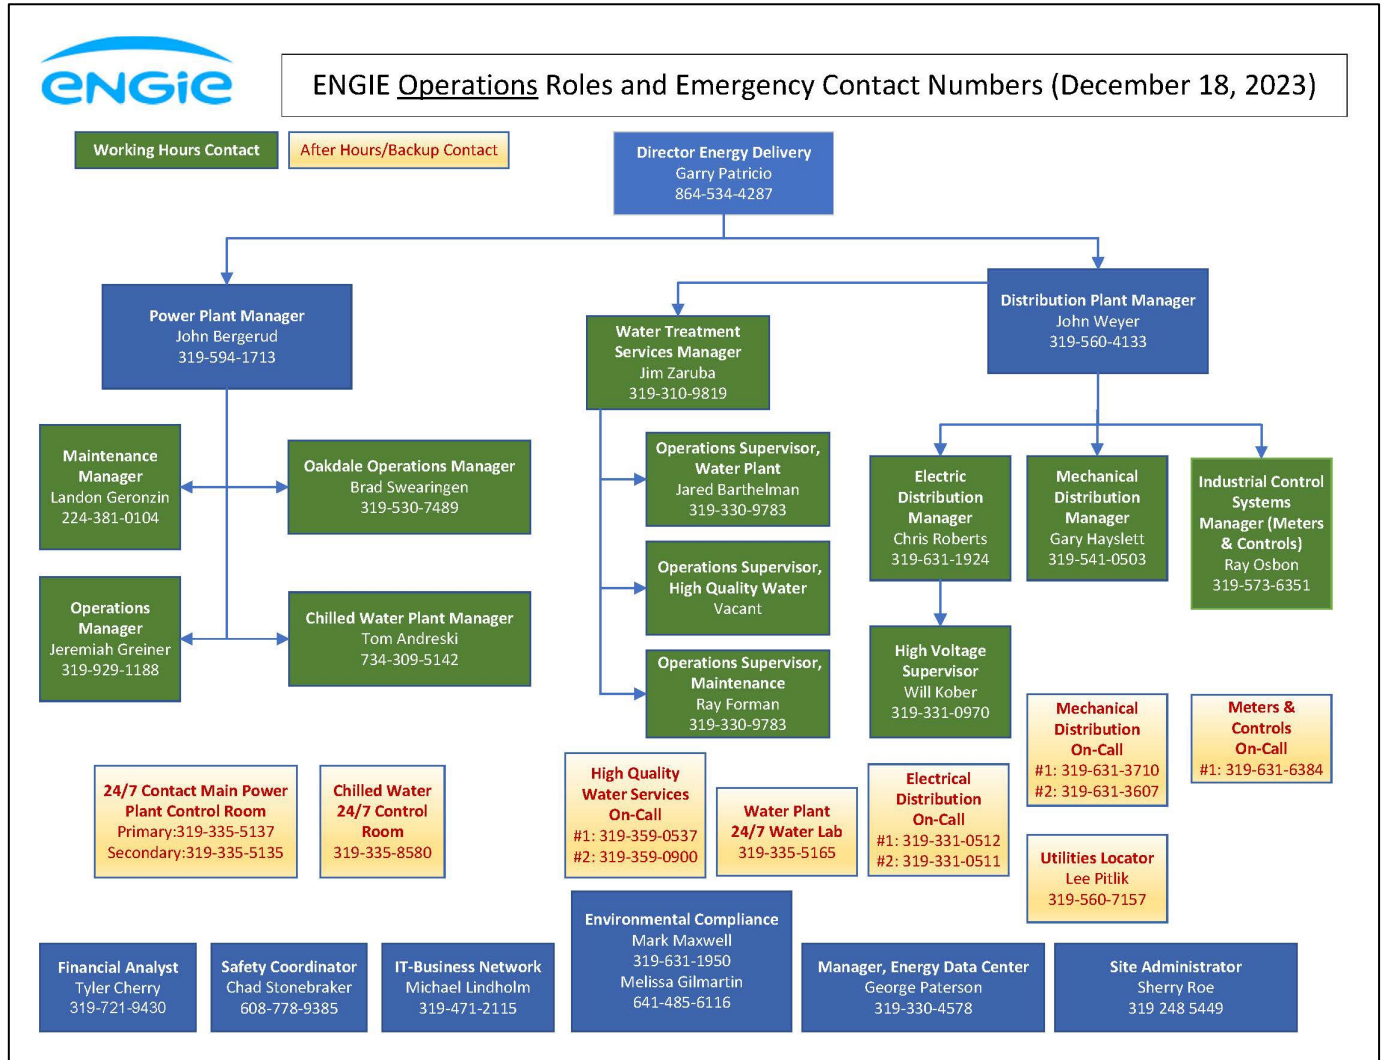 ENGIE
ENGIE Operations Roles and Emergency Contact Numbers (December 18, 2023)
Working Hours Contact
After Hours/Backup Contact
Director Energy Delivery
Garry Patricio
864-534-4287
Power Plant Manager
John Bergerud
319-594-1713
Distribution Plant Manager
John Weyer
319-560-4133
Water Treatment
Services Manager
Jim Zaruba
319-310-9819
Maintenance
Manager
Landon Geronzin
224-381-0104
Oakdale Operations Manager
Brad Swearingen
319-530-7489
Operations
Manager
Jeremiah Greiner
319-929-1188
Chilled Water Plant Manager
Tom Andreski
734-309-5142
Operations Supervisor,
Water Plant
Jared Barthelman
319-330-9783
Operations Supervisor,
High Quality Water
Vacant
Operations Supervisor,
Maintenance
Ray Forman
319-330-9783
Electric
Distribution
Manager
Chris Roberts
319-631-1924
Mechanical
Distribution
Manager
Gary Hayslett
319-541-0503
Industrial Control
Systems
Manager (Meters
& Controls)
Ray Osbon
319-573-6351
High Voltage
Supervisor
Will Kober
319-331-0970
24/7 Contact Main Power
Plant Control Room
Primary:319-335-5137
Secondary:319-335-5135
Chilled Water
24/7 Control
Room
319-335-8580
High Quality
Water Services
On-Call
#1: 319-359-0537
#2: 319-359-0900
Water Plant
24/7 Water Lab
319-335-5165
Electrical
Distribution
On-Call
#1: 319-331-0512
#2: 319-331-0511
Mechanical
Distribution
On-Call
#1: 319-631-3710
#2: 319-631-3607
Meters &
Controls
On-Call
#1: 319-631-6384
Utilities Locator
Lee Pitlik
319-560-7157
Financial Analyst
Tyler Cherry
319-721-9430
Safety Coordinator
Chad Stonebraker
608-778-9385
IT-Business Network
Michael Lindholm
319-471-2115
Environmental Compliance
Mark Maxwell
319-631-1950
Melissa Gilmartin
641-485-6116
Manager, Energy Data Center
George Paterson
319-330-4578
Site Administrator
Sherry Roe
319 248 5449